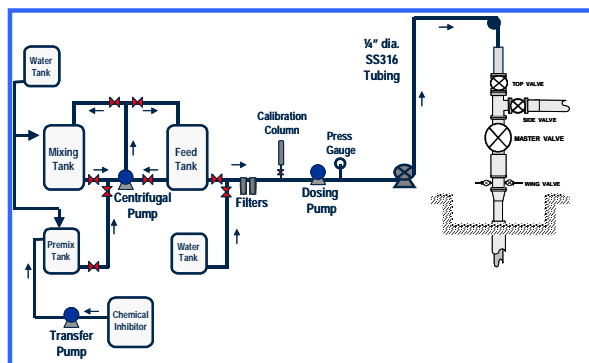 Water
Tank
Mixing
Tank
Feed
Tank
Centrifugal
Pump
Premix
Tank
Water
Tank
Chemical
Inhibitor
Transfer
Pump
Filters
Calibration
Column
Press
Gauge
Dosing
Pump
¼" dia.
SS316
Tubing
TOP VALVE
SIDE VALVE
MASTER VALVE
WING VALVE